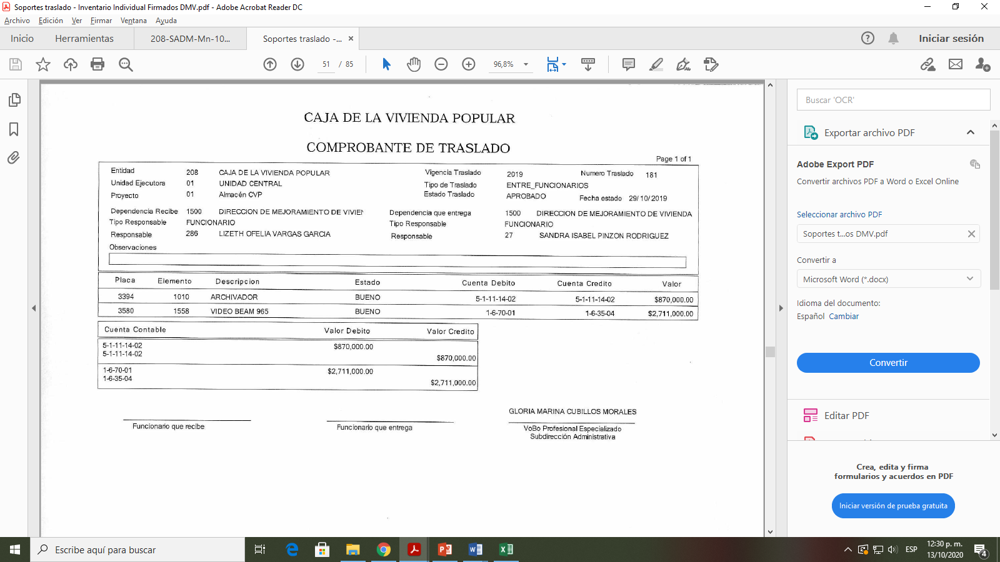 Soportes traslado - Inventario Individual Firmados DMV.pdf - Adobe Acrobat Reader DC
Archivo Edición Ver Firmar Ventana Ayuda
Inicio Herramientas 208-SADM-Mn-10... Soportes traslado -... × Iniciar sesión
51 / 85 96,8%
Buscar 'OCR'
Exportar archivo PDF
Adobe Export PDF
Convertir archivos PDF a Word o Excel Online
Seleccionar archivo PDF
Soportes t...os DMV.pdf
Convertir a
Microsoft Word (*.docx)
Idioma del documento:
Español Cambiar
Convertir
Editar PDF
Crea, edita y firma
formularios y acuerdos en PDF
Iniciar versión de prueba gratuita
CAJA DE LA VIVIENDA POPULAR
COMPROBANTE DE TRASLADO
Page 1 of 1
Entidad 208 CAJA DE LA VIVIENDA POPULAR Vigencia Traslado 2019 Numero Traslado 181
Unidad Ejecutora 01 UNIDAD CENTRAL Tipo de Traslado ENTRE_FUNCIONARIOS
Proyecto 01 Almacén CVP Estado Traslado APROBADO Fecha estado 29/10/2019
Dependencia Recibe 1500 DIRECCION DE MEJORAMIENTO DE VIVIEN Dependencia que entrega 1500 DIRECCION DE MEJORAMIENTO DE VIVIENDA
Tipo Responsable FUNCIONARIO Tipo Responsable FUNCIONARIO
Responsable 286 LIZETH OFELIA VARGAS GARCIA Responsable 27 SANDRA ISABEL PINZON RODRIGUEZ
Observaciones
Placa Elemento Descripcion Estado Cuenta Debito Cuenta Credito Valor
3394 1010 ARCHIVADOR BUENO 5-1-11-14-02 5-1-11-14-02 $870,000.00
3580 1558 VIDEO BEAM 965 BUENO 1-6-70-01 1-6-35-04 $2,711,000.00
Cuenta Contable Valor Debito Valor Credito
5-1-11-14-02 $870,000.00
5-1-11-14-02 $870,000.00
1-6-70-01 $2,711,000.00
1-6-35-04 $2,711,000.00
GLORIA MARINA CUBILLOS MORALES
Funcionario que recibe Funcionario que entrega VoBo Profesional Especializado
Subdirección Administrativa
Escribe aquí para buscar
ESP 12:30 p. m.
13/10/2020
4